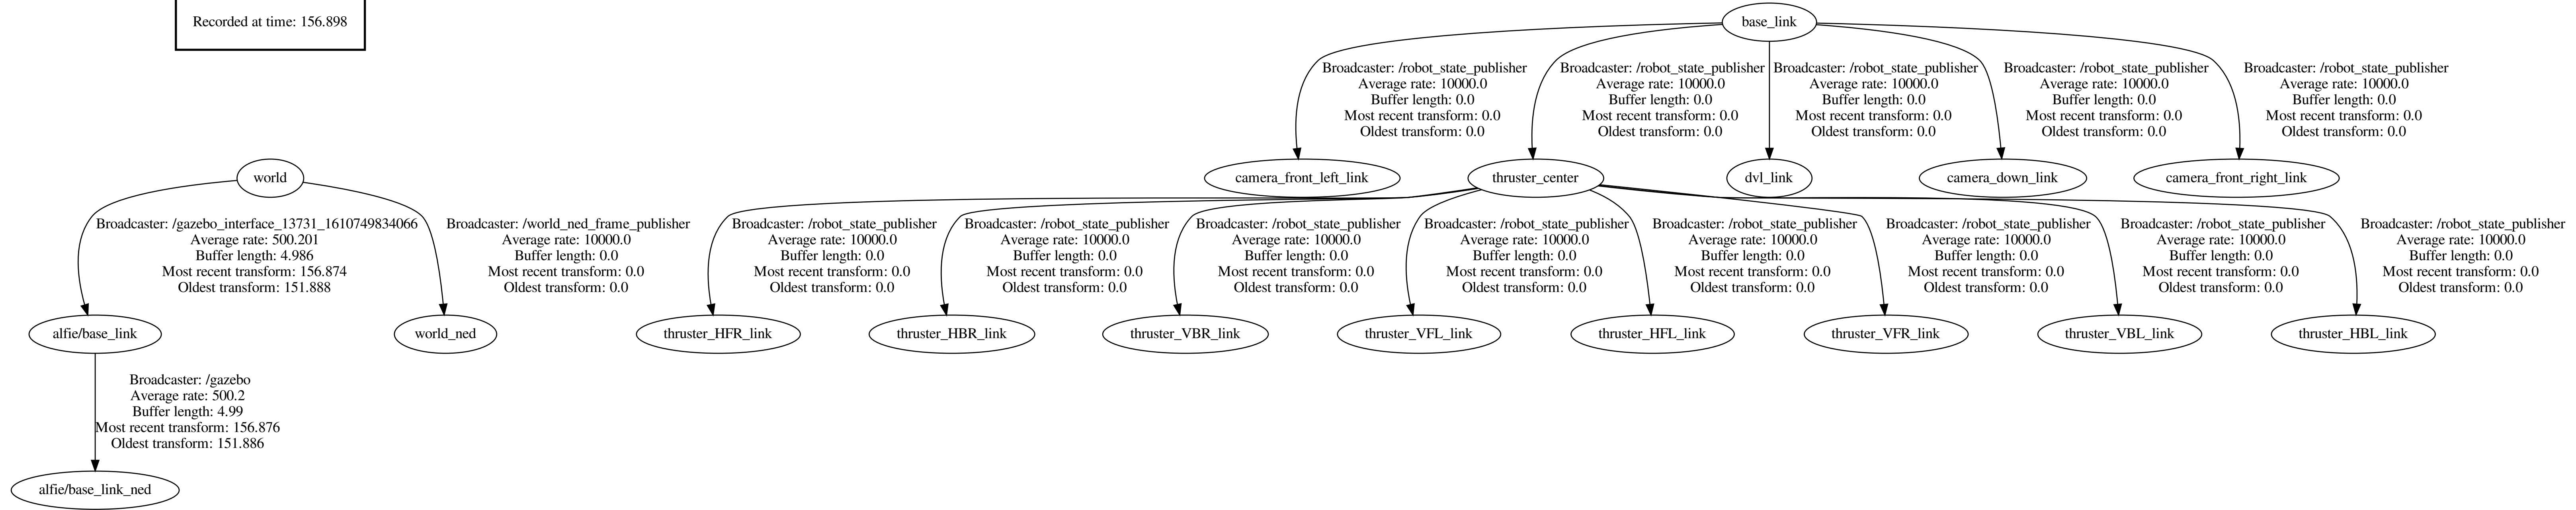 Recorded at time: 156.898
base_link
Broadcaster: /robot_state_publisher
Average rate: 10000.0
Buffer length: 0.0
Most recent transform: 0.0
Oldest transform: 0.0
Broadcaster: /robot_state_publisher
Average rate: 10000.0
Buffer length: 0.0
Most recent transform: 0.0
Oldest transform: 0.0
Broadcaster: /robot_state_publisher
Average rate: 10000.0
Buffer length: 0.0
Most recent transform: 0.0
Oldest transform: 0.0
Broadcaster: /robot_state_publisher
Average rate: 10000.0
Buffer length: 0.0
Most recent transform: 0.0
Oldest transform: 0.0
Broadcaster: /robot_state_publisher
Average rate: 10000.0
Buffer length: 0.0
Most recent transform: 0.0
Oldest transform: 0.0
world
camera_front_left_link
thruster_center
dvl_link
camera_down_link
camera_front_right_link
Broadcaster: /gazebo_interface_13731_1610749834066
Average rate: 500.201
Buffer length: 4.986
Most recent transform: 156.874
Oldest transform: 151.888
Broadcaster: /world_ned_frame_publisher
Average rate: 10000.0
Buffer length: 0.0
Most recent transform: 0.0
Oldest transform: 0.0
Broadcaster: /robot_state_publisher
Average rate: 10000.0
Buffer length: 0.0
Most recent transform: 0.0
Oldest transform: 0.0
Broadcaster: /robot_state_publisher
Average rate: 10000.0
Buffer length: 0.0
Most recent transform: 0.0
Oldest transform: 0.0
Broadcaster: /robot_state_publisher
Average rate: 10000.0
Buffer length: 0.0
Most recent transform: 0.0
Oldest transform: 0.0
Broadcaster: /robot_state_publisher
Average rate: 10000.0
Buffer length: 0.0
Most recent transform: 0.0
Oldest transform: 0.0
Broadcaster: /robot_state_publisher
Average rate: 10000.0
Buffer length: 0.0
Most recent transform: 0.0
Oldest transform: 0.0
Broadcaster: /robot_state_publisher
Average rate: 10000.0
Buffer length: 0.0
Most recent transform: 0.0
Oldest transform: 0.0
Broadcaster: /robot_state_publisher
Average rate: 10000.0
Buffer length: 0.0
Most recent transform: 0.0
Oldest transform: 0.0
Broadcaster: /robot_state_publisher
Average rate: 10000.0
Buffer length: 0.0
Most recent transform: 0.0
Oldest transform: 0.0
alfie/base_link
world_ned
thruster_HFR_link
thruster_HBR_link
thruster_VBR_link
thruster_VFL_link
thruster_HFL_link
thruster_VFR_link
thruster_VBL_link
thruster_HBL_link
Broadcaster: /gazebo
Average rate: 500.2
Buffer length: 4.99
Most recent transform: 156.876
Oldest transform: 151.886
alfie/base_link_ned